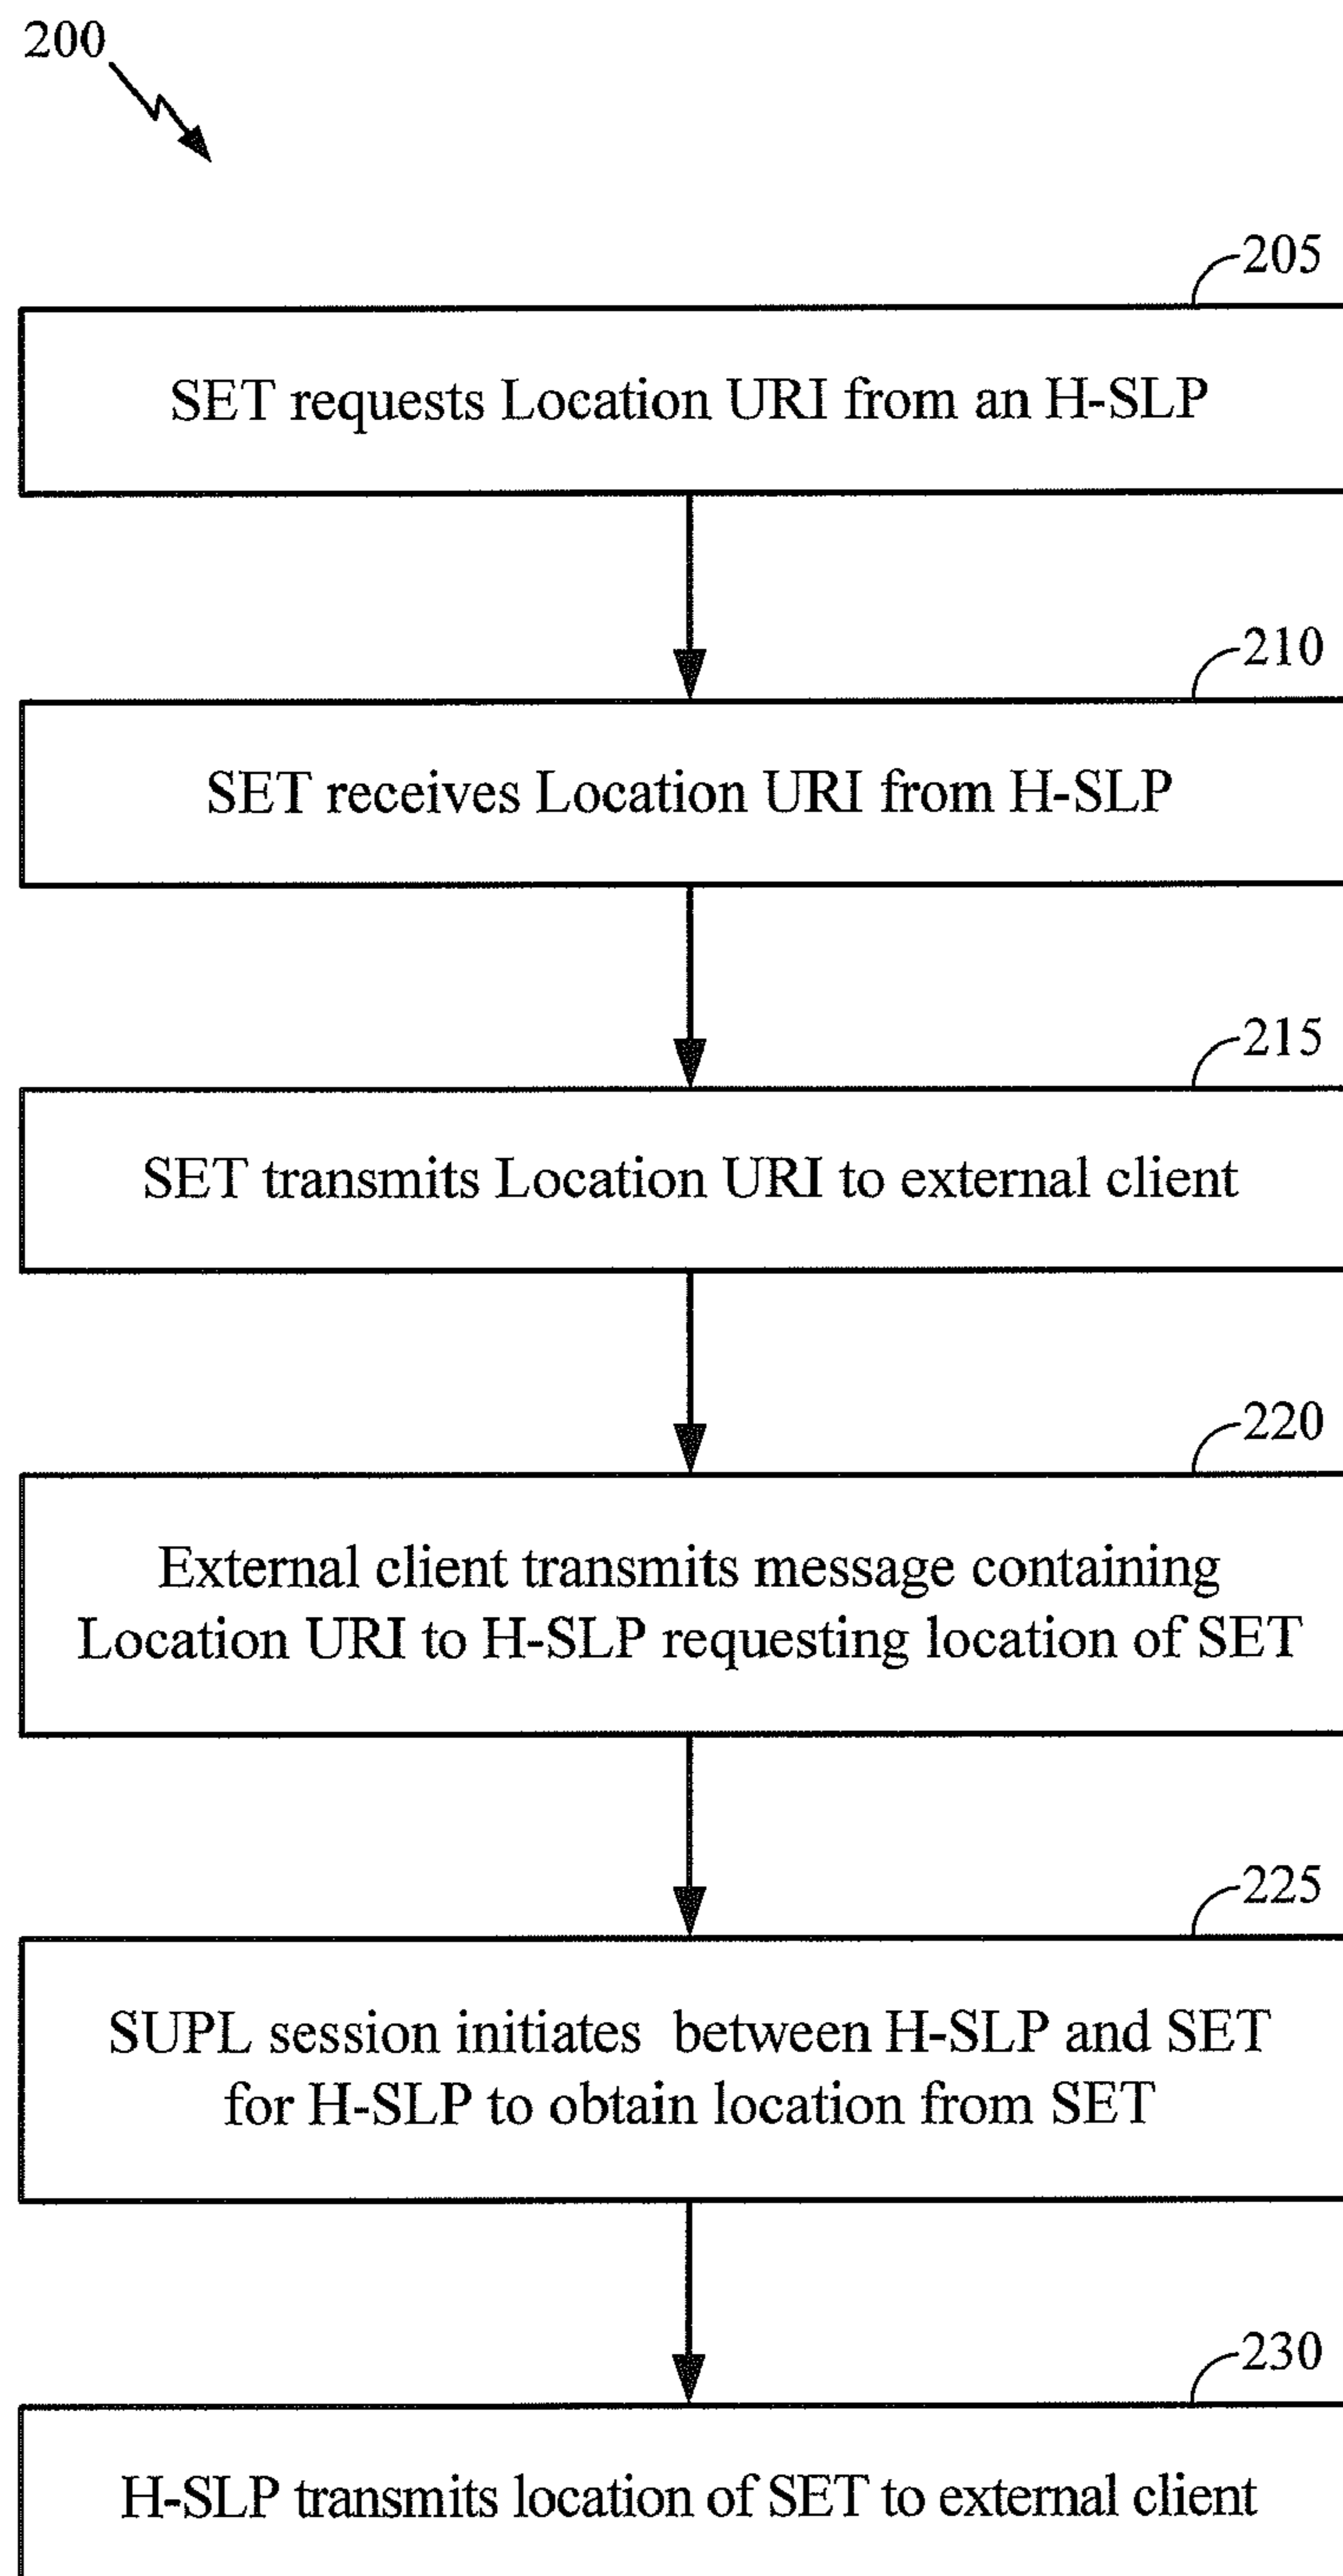 200
205
SET requests Location URI from an H-SLP
210
SET receives Location URI from H-SLP
215
SET transmits Location URI to external client
220
External client transmits message containing
Location URI to H-SLP requesting location of SET
225
SUPL session initiates between H-SLP and SET
for H-SLP to obtain location from SET
230
H-SLP transmits location of SET to external client